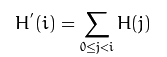 H′(i) = ∑_{0≤j<i} H(j)